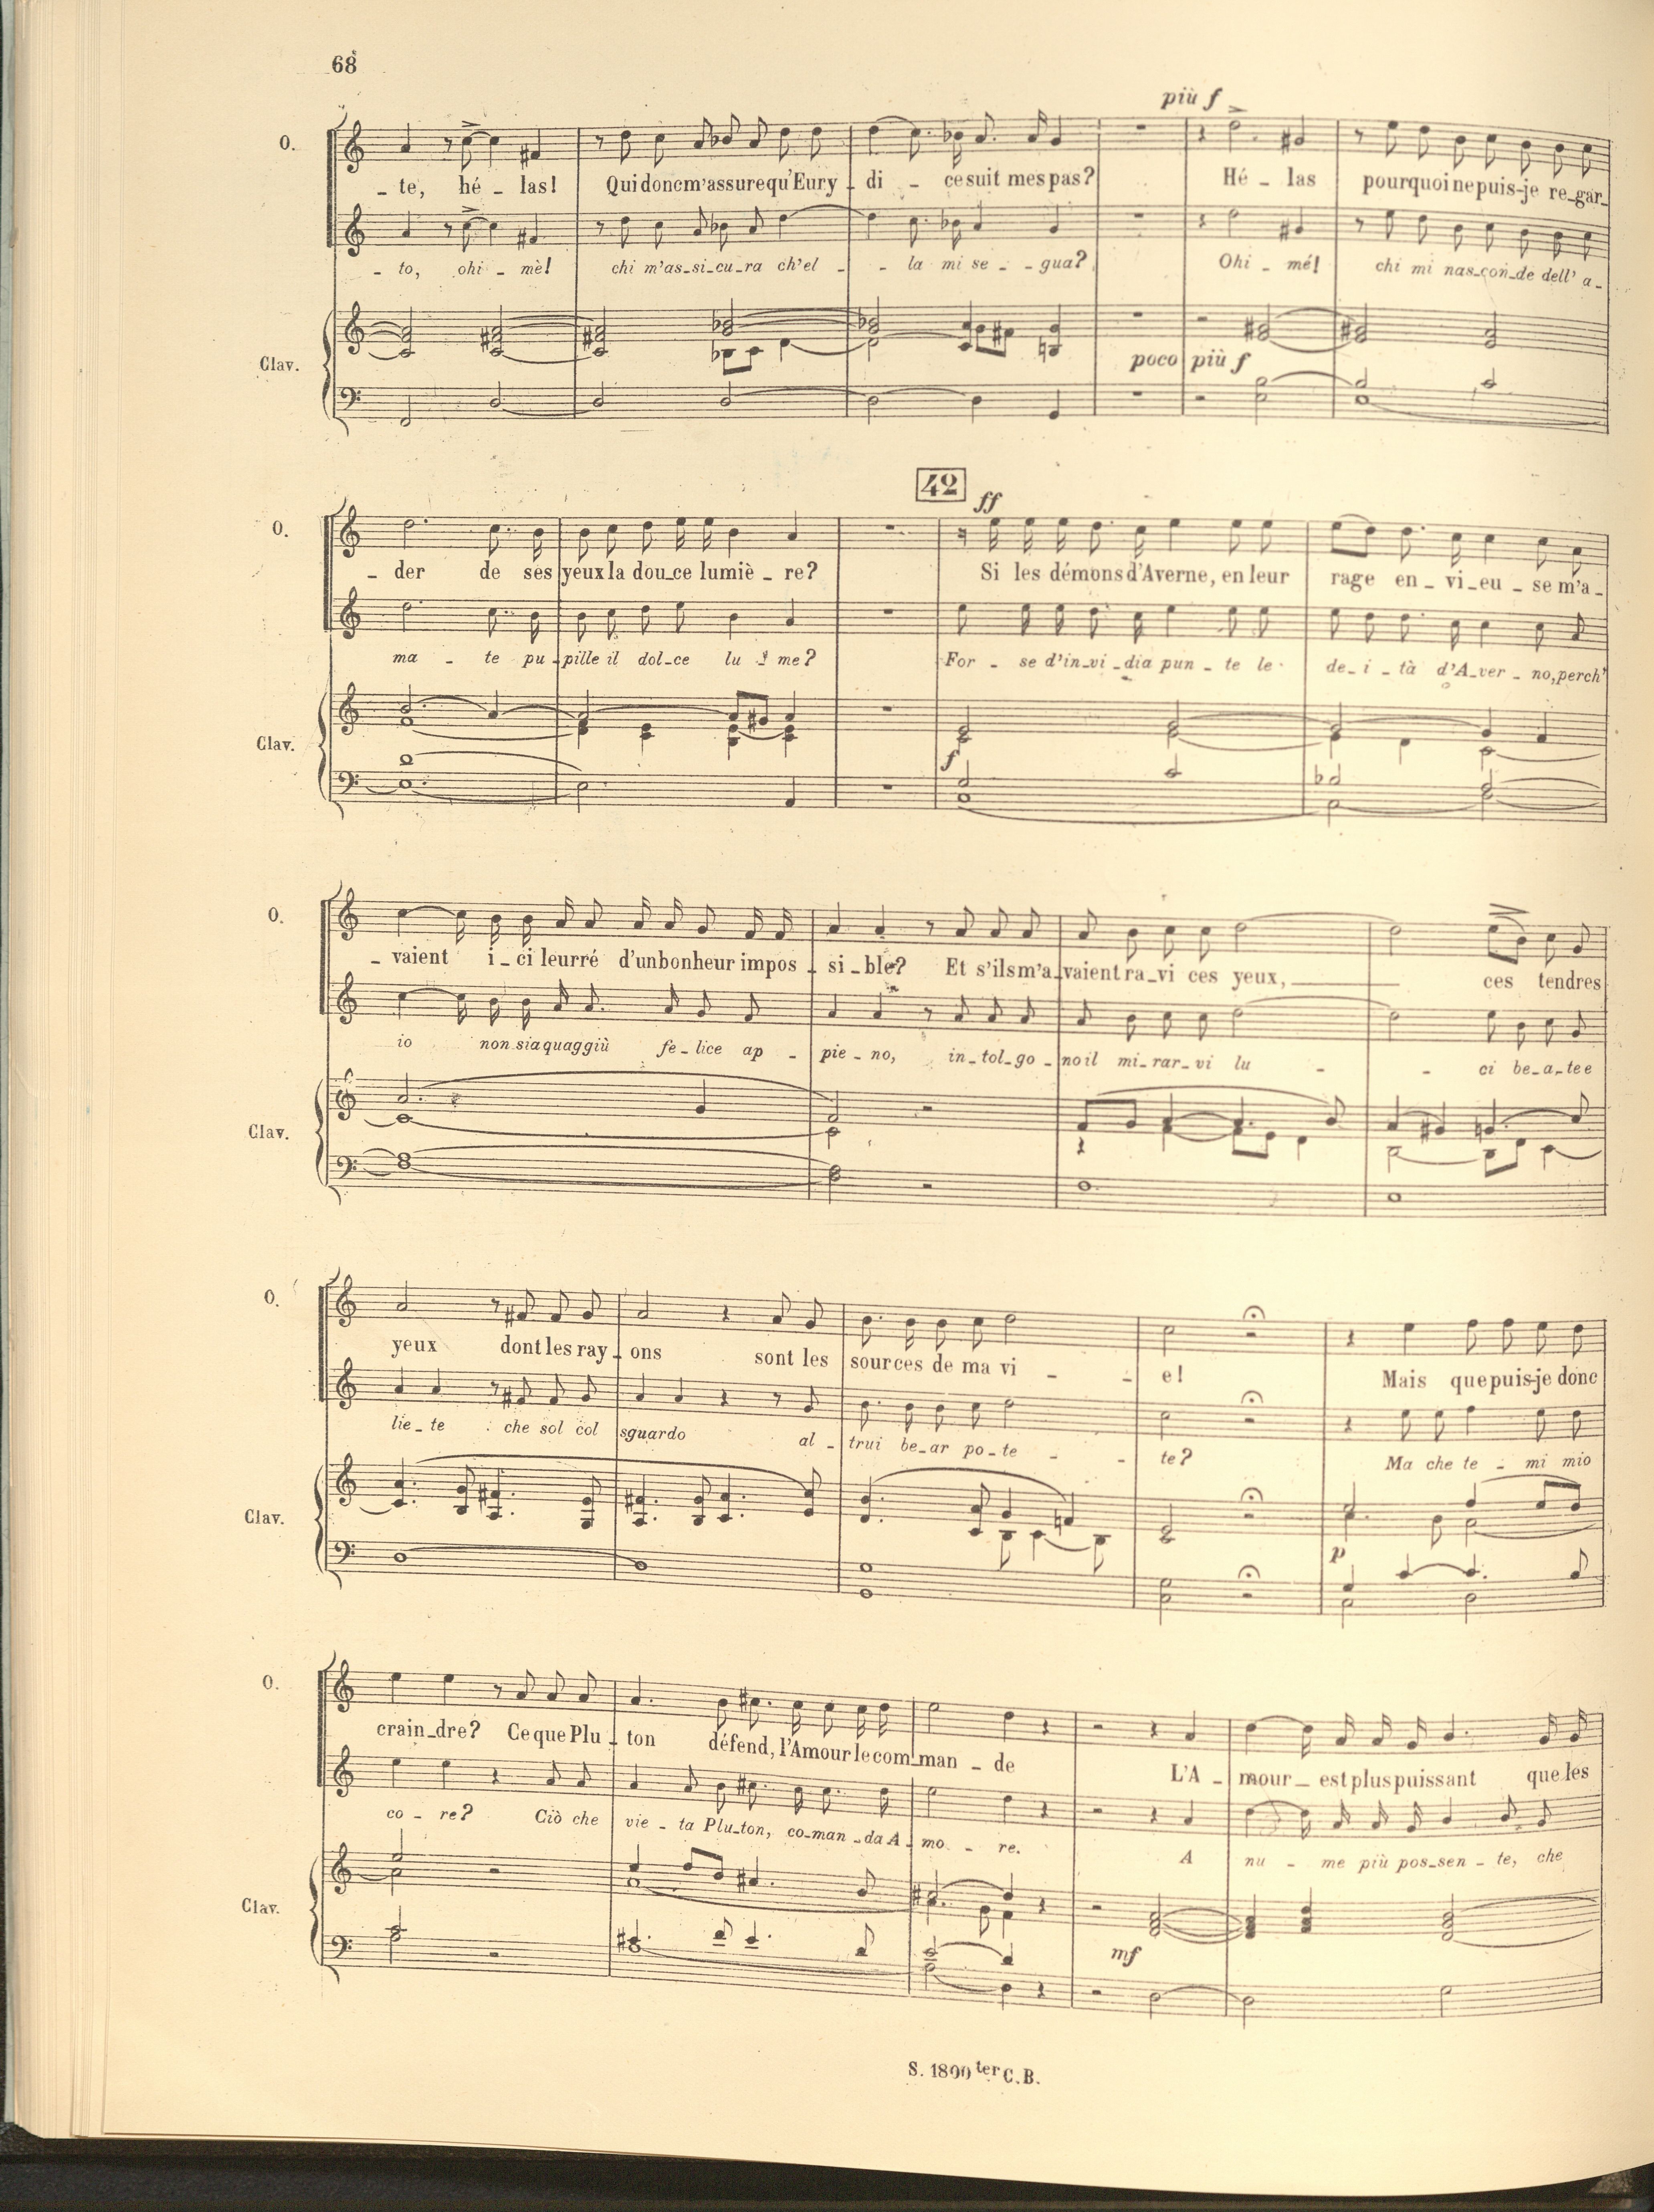 68
più f
O.
- te, hé - las! Qui donc m'assure qu'Eury - di - ce suit mes pas? Hé - las pourquoi ne puis-je re-gar-
- to, ohi - mè! chi m'as-si-cu-ra ch'el - - la mi se - - gua? Ohi - mé! chi mi nas-con-de dell' a-
Clav.
poco più f
42
ff
O.
- der de ses yeux la dou-ce lumiè - re? Si les démons d'Averne, en leur rage en - vi-eu - se m'a-
ma - te pu - pille il dol-ce lu - me? For - se d'in-vi-dia pun - te le de-i-tà d'A-ver - no, perch'
Clav.
f
O.
- vaient i - ci leurré d'un bonheur impos - si-ble? Et s'ils m'a-vaient ra-vi ces yeux, ces tendres
io non sia quaggiù fe-lice ap - pie - no, in-tol-go-no il mi-rar-vi lu - - ci be-a-te e
Clav.
O.
yeux dont les ray - ons sont les sources de ma vi - - e! Mais que puis-je donc
lie-te che sol col sguardo al - trui be-ar po-te - - te? Ma che te - mi mio
Clav.
p
O.
crain-dre? Ce que Plu - ton défend, l'Amour le com-man - de L'A - mour - est plus puissant que les
co - re? Ciò che vie - ta Plu-ton, co-man-da A - mo - re. A nu - me più pos-sen - te, che
Clav.
mf
S. 1800 ter C.B.